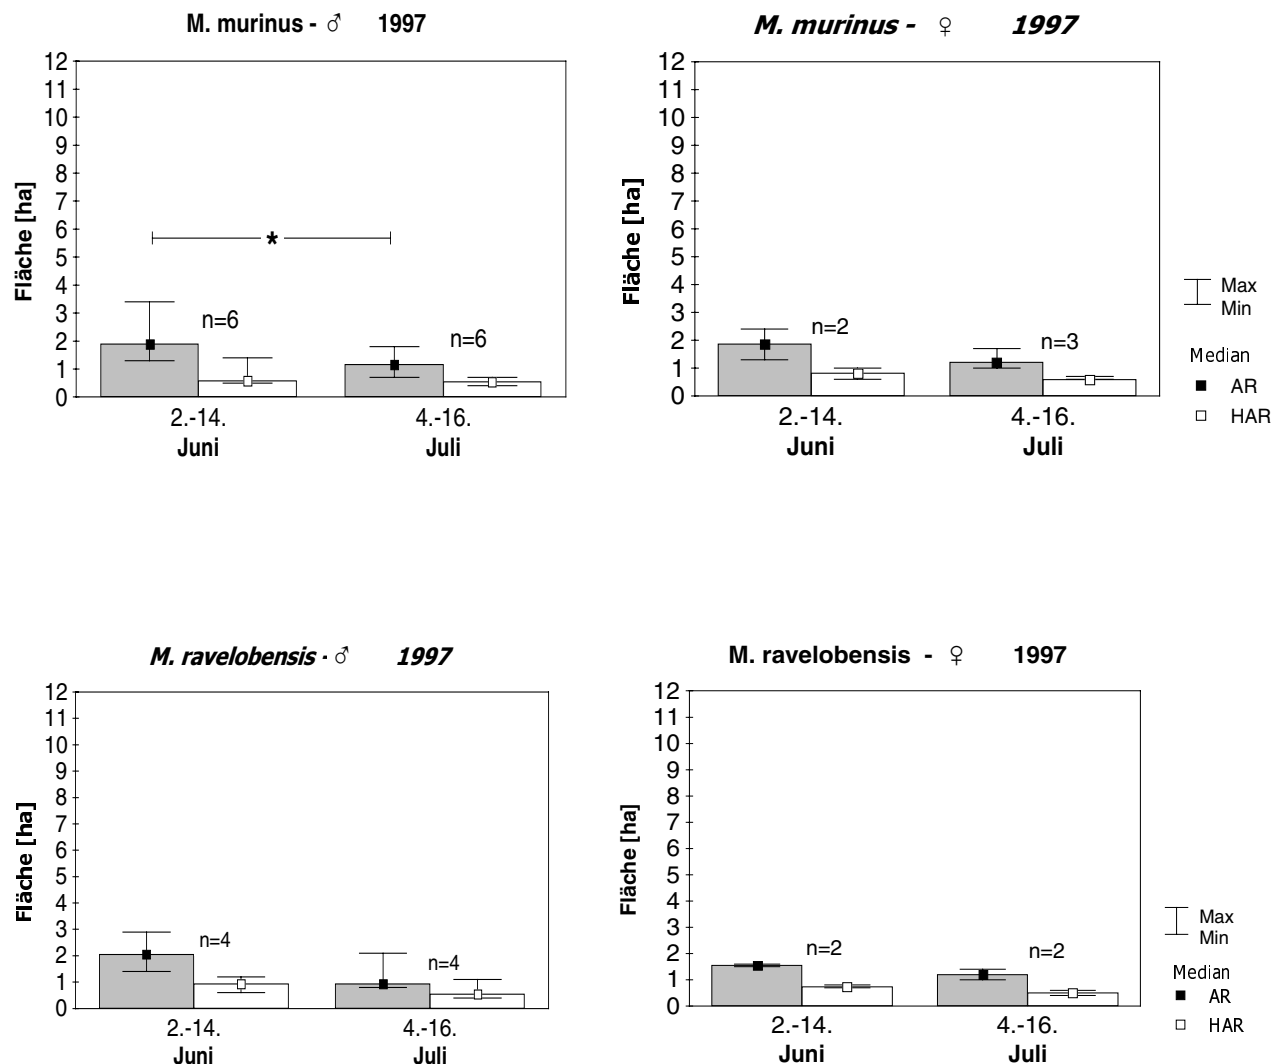 M. murinus - ♂ 1997
12
11
10
9
8
7
6
5
4
3
2
1
0
Fläche [ha]
*
n=6
n=6
2.-14.
Juni
4.-16.
Juli
M. murinus - ♀ 1997
12
11
10
9
8
7
6
5
4
3
2
1
0
Fläche [ha]
n=2
n=3
2.-14.
Juni
4.-16.
Juli
Max
Min
Median
AR
HAR
M. ravelobensis - ♂ 1997
12
11
10
9
8
7
6
5
4
3
2
1
0
Fläche [ha]
n=4
n=4
2.-14.
Juni
4.-16.
Juli
M. ravelobensis - ♀ 1997
12
11
10
9
8
7
6
5
4
3
2
1
0
Fläche [ha]
n=2
n=2
2.-14.
Juni
4.-16.
Juli
Max
Min
Median
AR
HAR